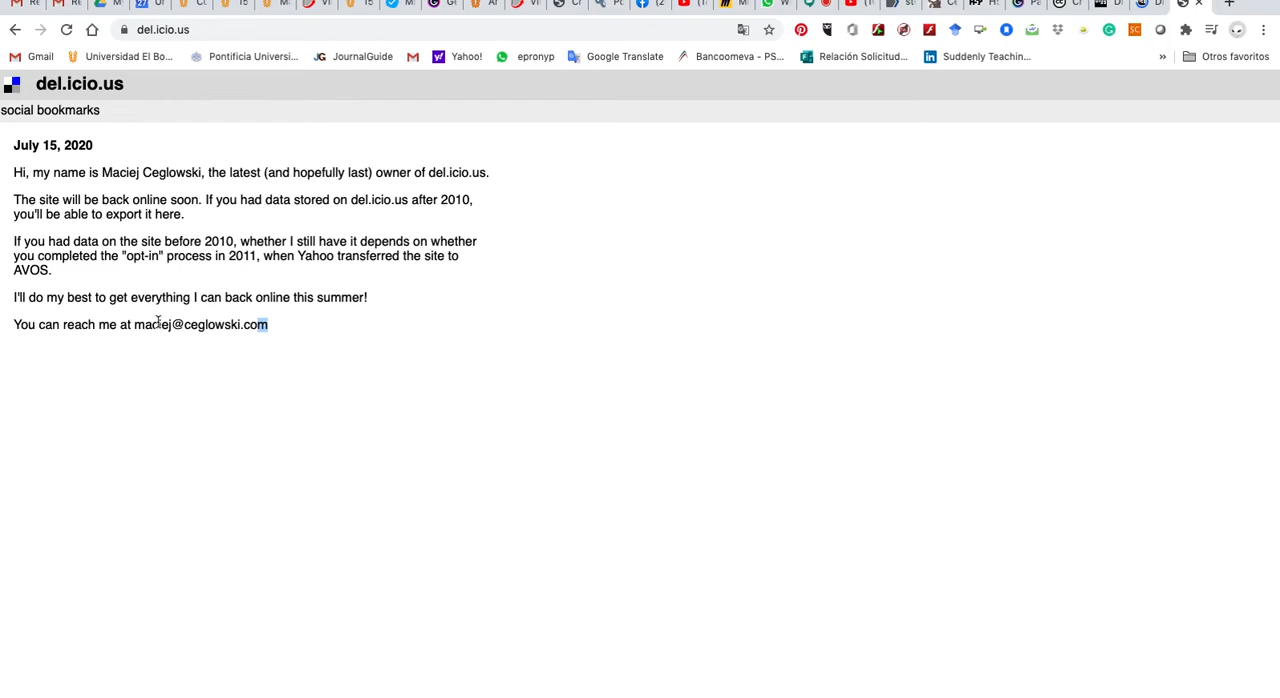 del.icio.us
Gmail Universidad El Bo... Pontificia Universi... JournalGuide Yahoo! epronyp Google Translate Bancoomeva - PS... Relación Solicitud... Suddenly Teachin... » Otros favoritos
del.icio.us
social bookmarks
July 15, 2020
Hi, my name is Maciej Ceglowski, the latest (and hopefully last) owner of del.icio.us.
The site will be back online soon. If you had data stored on del.icio.us after 2010,
you'll be able to export it here.
If you had data on the site before 2010, whether I still have it depends on whether
you completed the "opt-in" process in 2011, when Yahoo transferred the site to
AVOS.
I'll do my best to get everything I can back online this summer!
You can reach me at maciej@ceglowski.com